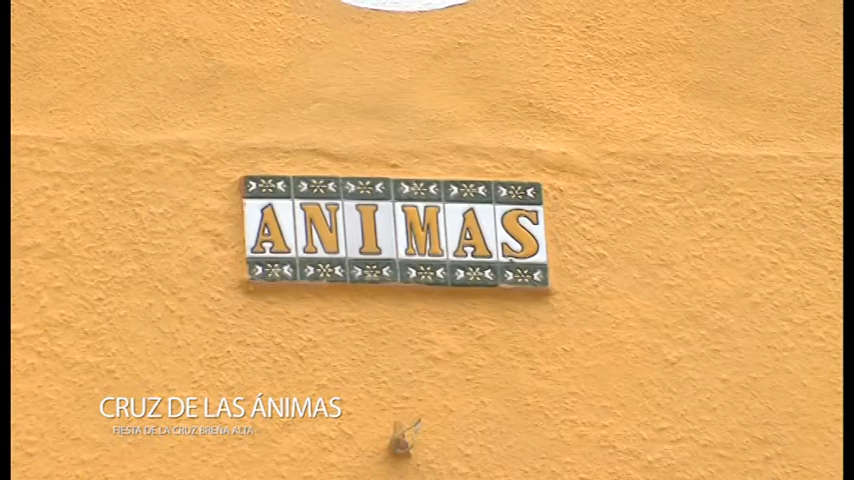 ANIMAS
CRUZ DE LAS ÁNIMAS
FIESTA DE LA CRUZ BREÑA ALTA